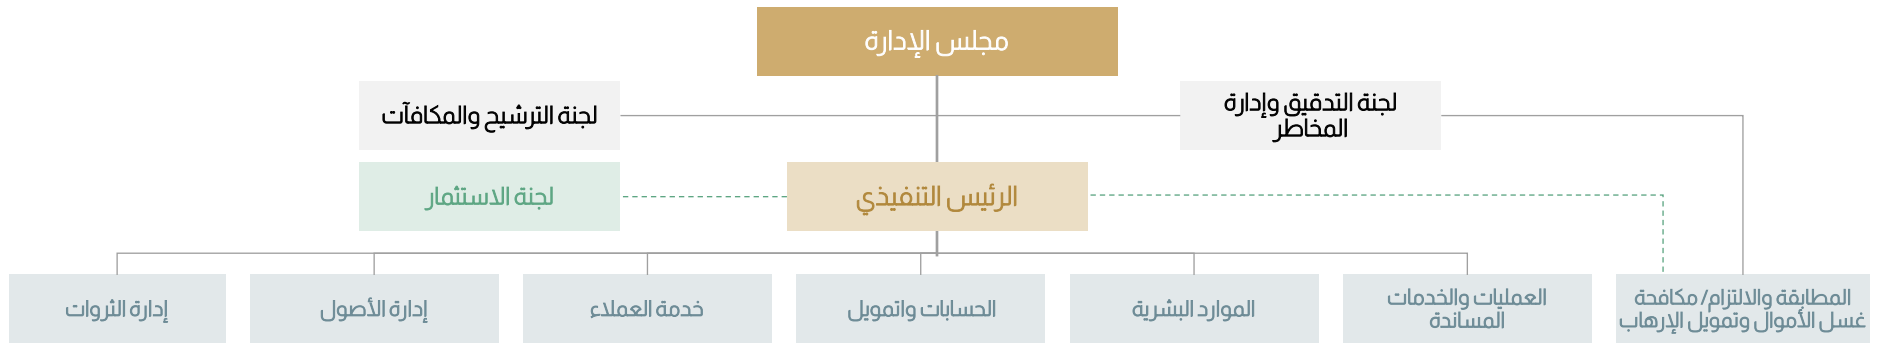 مجلس الإدارة
لجنة التدقيق وإدارة
المخاطر
لجنة الترشيح والمكافآت
الرئيس التنفيذي
لجنة الاستثمار
المطابقة والالتزام/ مكافحة
غسل الأموال وتمويل الإرهاب
العمليات والخدمات
المساندة
الموارد البشرية
الحسابات واتمويل
خدمة العملاء
إدارة الأصول
إدارة الثروات